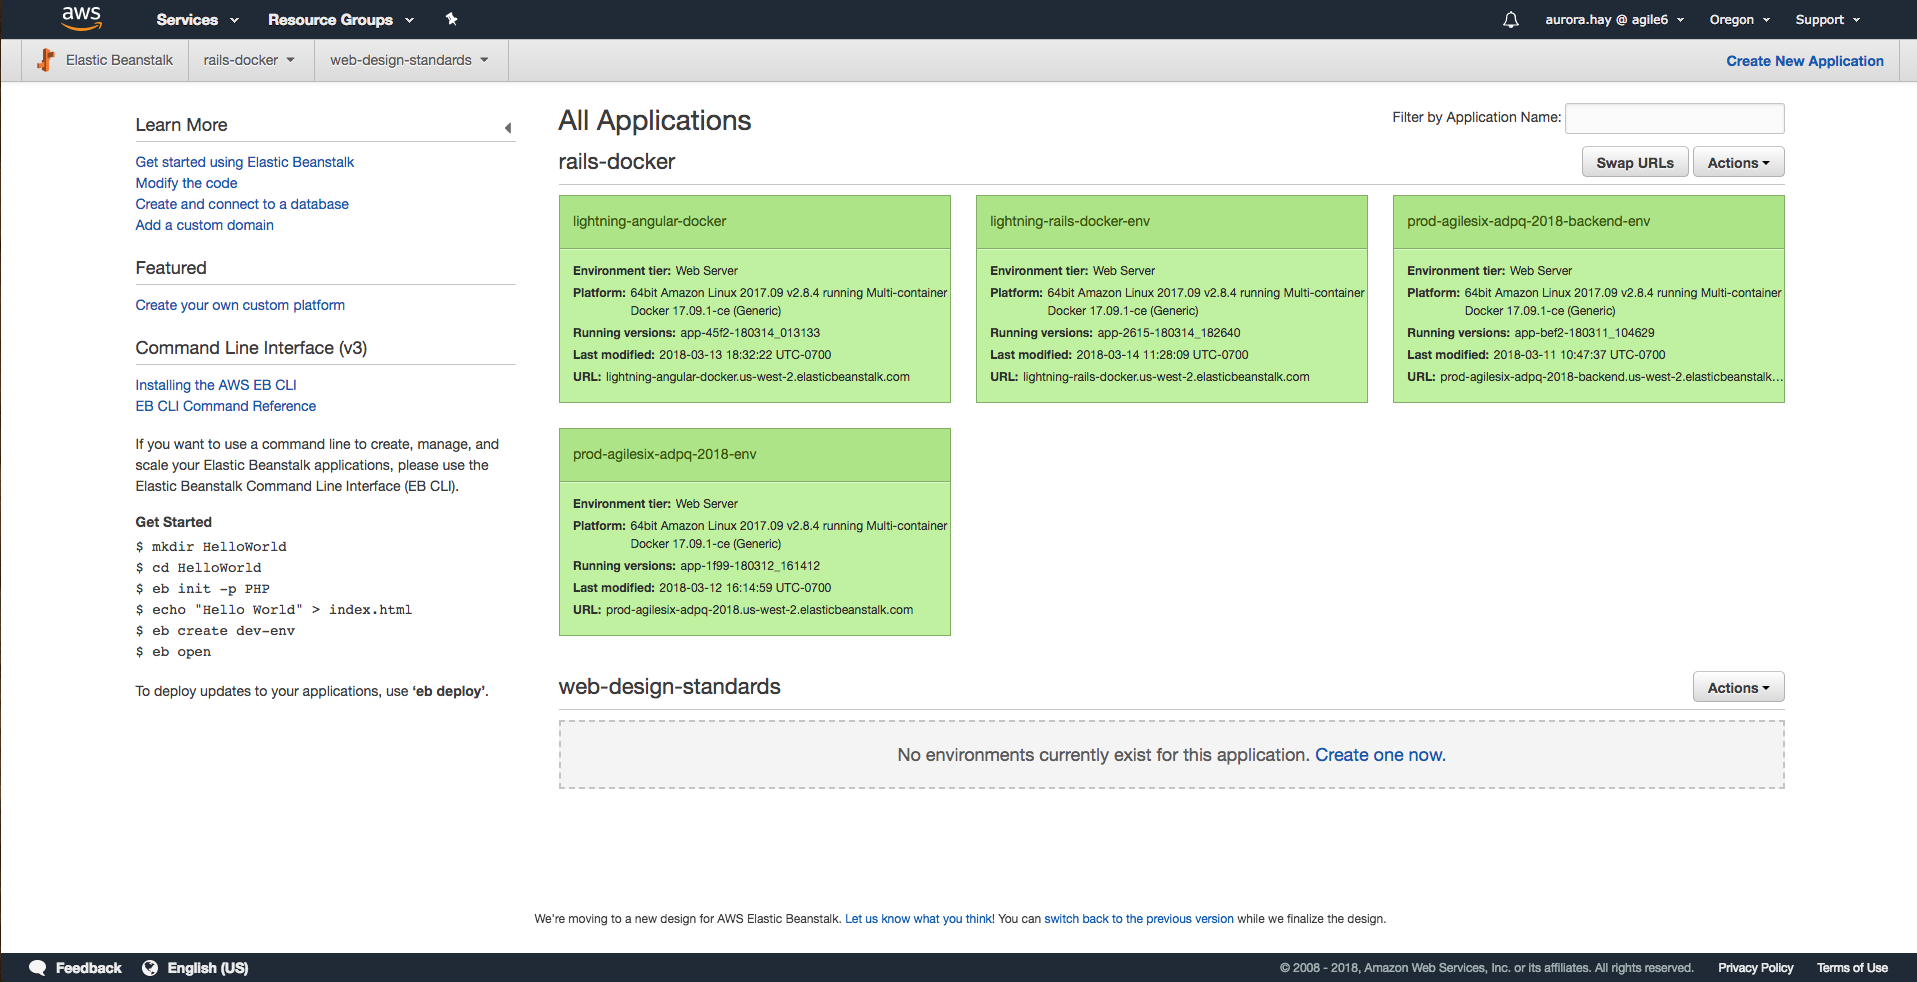 aws
Services
Resource Groups
aurora.hay @ agile6
Oregon
Support
Elastic Beanstalk
rails-docker
web-design-standards
Create New Application
Learn More
Get started using Elastic Beanstalk
Modify the code
Create and connect to a database
Add a custom domain
Featured
Create your own custom platform
Command Line Interface (v3)
Installing the AWS EB CLI
EB CLI Command Reference
If you want to use a command line to create, manage, and
scale your Elastic Beanstalk applications, please use the
Elastic Beanstalk Command Line Interface (EB CLI).
Get Started
$ mkdir HelloWorld
$ cd HelloWorld
$ eb init -p PHP
$ echo "Hello World" > index.html
$ eb create dev-env
$ eb open
To deploy updates to your applications, use ‘eb deploy’.
All Applications
Filter by Application Name:
rails-docker
Swap URLs
Actions
lightning-angular-docker
Environment tier: Web Server
Platform: 64bit Amazon Linux 2017.09 v2.8.4 running Multi-container
Docker 17.09.1-ce (Generic)
Running versions: app-45f2-180314_013133
Last modified: 2018-03-13 18:32:22 UTC-0700
URL: lightning-angular-docker.us-west-2.elasticbeanstalk.com
lightning-rails-docker-env
Environment tier: Web Server
Platform: 64bit Amazon Linux 2017.09 v2.8.4 running Multi-container
Docker 17.09.1-ce (Generic)
Running versions: app-2615-180314_182640
Last modified: 2018-03-14 11:28:09 UTC-0700
URL: lightning-rails-docker.us-west-2.elasticbeanstalk.com
prod-agilesix-adpq-2018-backend-env
Environment tier: Web Server
Platform: 64bit Amazon Linux 2017.09 v2.8.4 running Multi-container
Docker 17.09.1-ce (Generic)
Running versions: app-bef2-180311_104629
Last modified: 2018-03-11 10:47:37 UTC-0700
URL: prod-agilesix-adpq-2018-backend.us-west-2.elasticbeanstalk...
prod-agilesix-adpq-2018-env
Environment tier: Web Server
Platform: 64bit Amazon Linux 2017.09 v2.8.4 running Multi-container
Docker 17.09.1-ce (Generic)
Running versions: app-1f99-180312_161412
Last modified: 2018-03-12 16:14:59 UTC-0700
URL: prod-agilesix-adpq-2018.us-west-2.elasticbeanstalk.com
web-design-standards
Actions
No environments currently exist for this application. Create one now.
We're moving to a new design for AWS Elastic Beanstalk. Let us know what you think! You can switch back to the previous version while we finalize the design.
Feedback
English (US)
© 2008 - 2018, Amazon Web Services, Inc. or its affiliates. All rights reserved.
Privacy Policy
Terms of Use